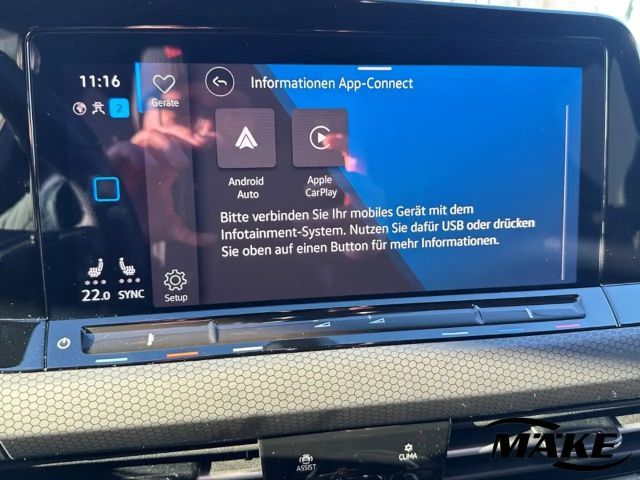 11:16
Informationen App-Connect
Geräte
2
Android
Auto
Apple
CarPlay
Bitte verbinden Sie Ihr mobiles Gerät mit dem
Infotainment-System. Nutzen Sie dafür USB oder drücken
Sie oben auf einen Button für mehr Informationen.
22.0 SYNC
Setup
ASSIST
CLIMA
MÄKE